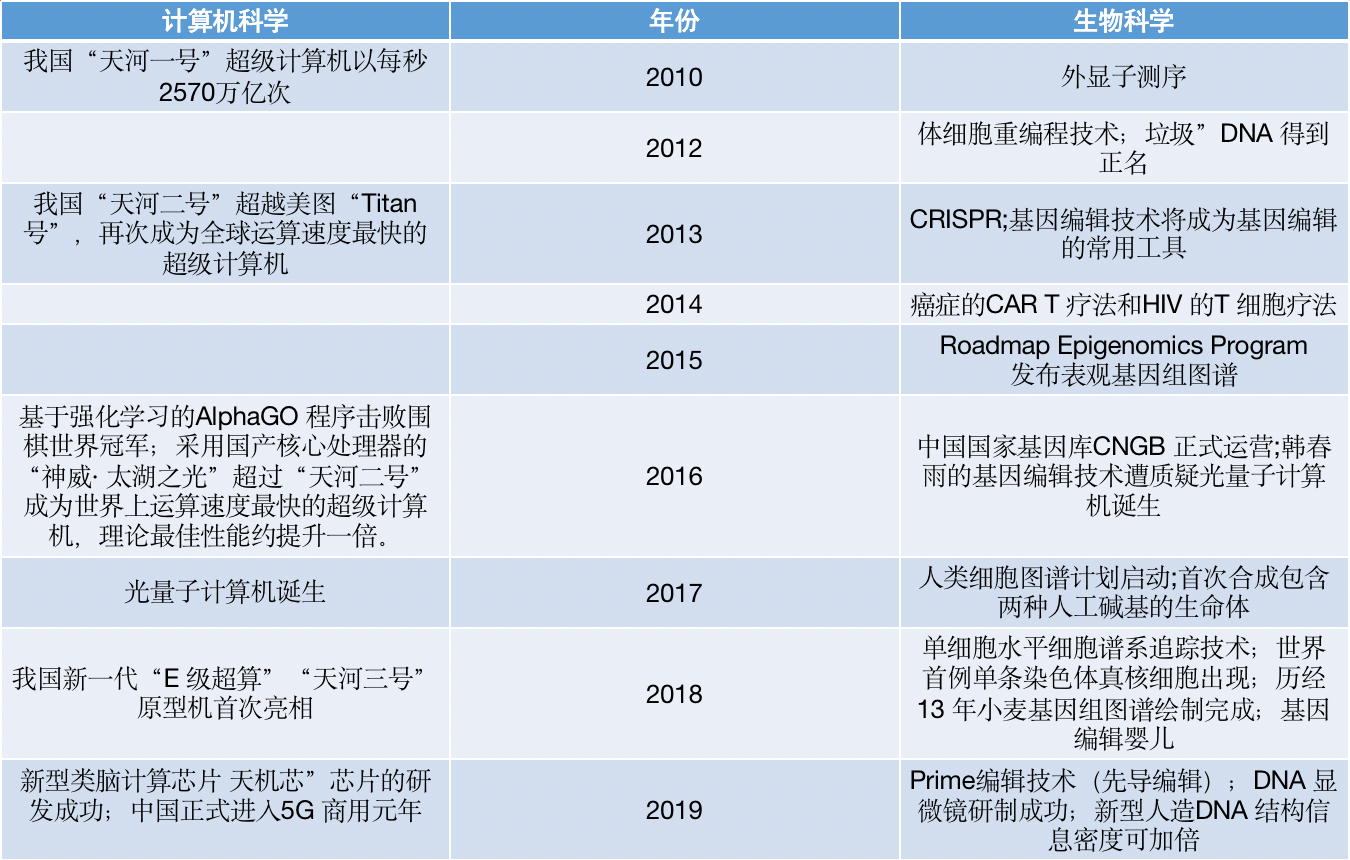 计算机科学
年份
生物科学
我国“天河一号”超级计算机以每秒
2570万亿次
2010
外显子测序
2012
体细胞重编程技术；垃圾”DNA 得到
正名
我国“天河二号”超越美图“Titan
号”，再次成为全球运算速度最快的
超级计算机
2013
CRISPR;基因编辑技术将成为基因编辑
的常用工具
2014
癌症的CAR T 疗法和HIV 的T 细胞疗法
2015
Roadmap Epigenomics Program
发布表观基因组图谱
基于强化学习的AlphaGO 程序击败围
棋世界冠军；采用国产核心处理器的
“神威· 太湖之光”超过“天河二号”
成为世界上运算速度最快的超级计算
机，理论最佳性能约提升一倍。
2016
中国国家基因库CNGB 正式运营;韩春
雨的基因编辑技术遭质疑光量子计算
机诞生
光量子计算机诞生
2017
人类细胞图谱计划启动;首次合成包含
两种人工碱基的生命体
我国新一代“E 级超算”“天河三号”
原型机首次亮相
2018
单细胞水平细胞谱系追踪技术；世界
首例单条染色体真核细胞出现；历经
13 年小麦基因组图谱绘制完成；基因
编辑婴儿
新型类脑计算芯片 天机芯”芯片的研
发成功；中国正式进入5G 商用元年
2019
Prime编辑技术（先导编辑）；DNA 显
微镜研制成功；新型人造DNA 结构信
息密度可加倍